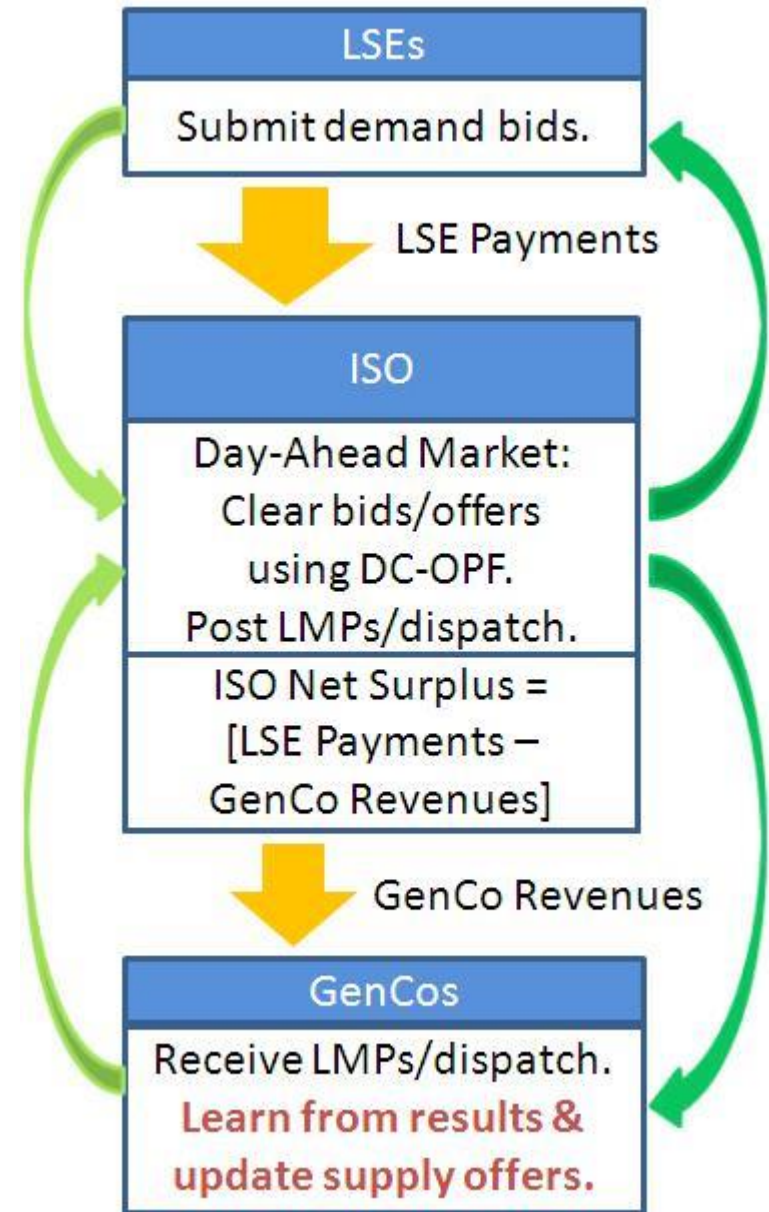 LSEs
Submit demand bids.
LSE Payments
ISO
Day-Ahead Market:
Clear bids/offers
using DC-OPF.
Post LMPs/dispatch.
ISO Net Surplus =
[LSE Payments –
GenCo Revenues]
GenCo Revenues
GenCos
Receive LMPs/dispatch.
Learn from results &
update supply offers.